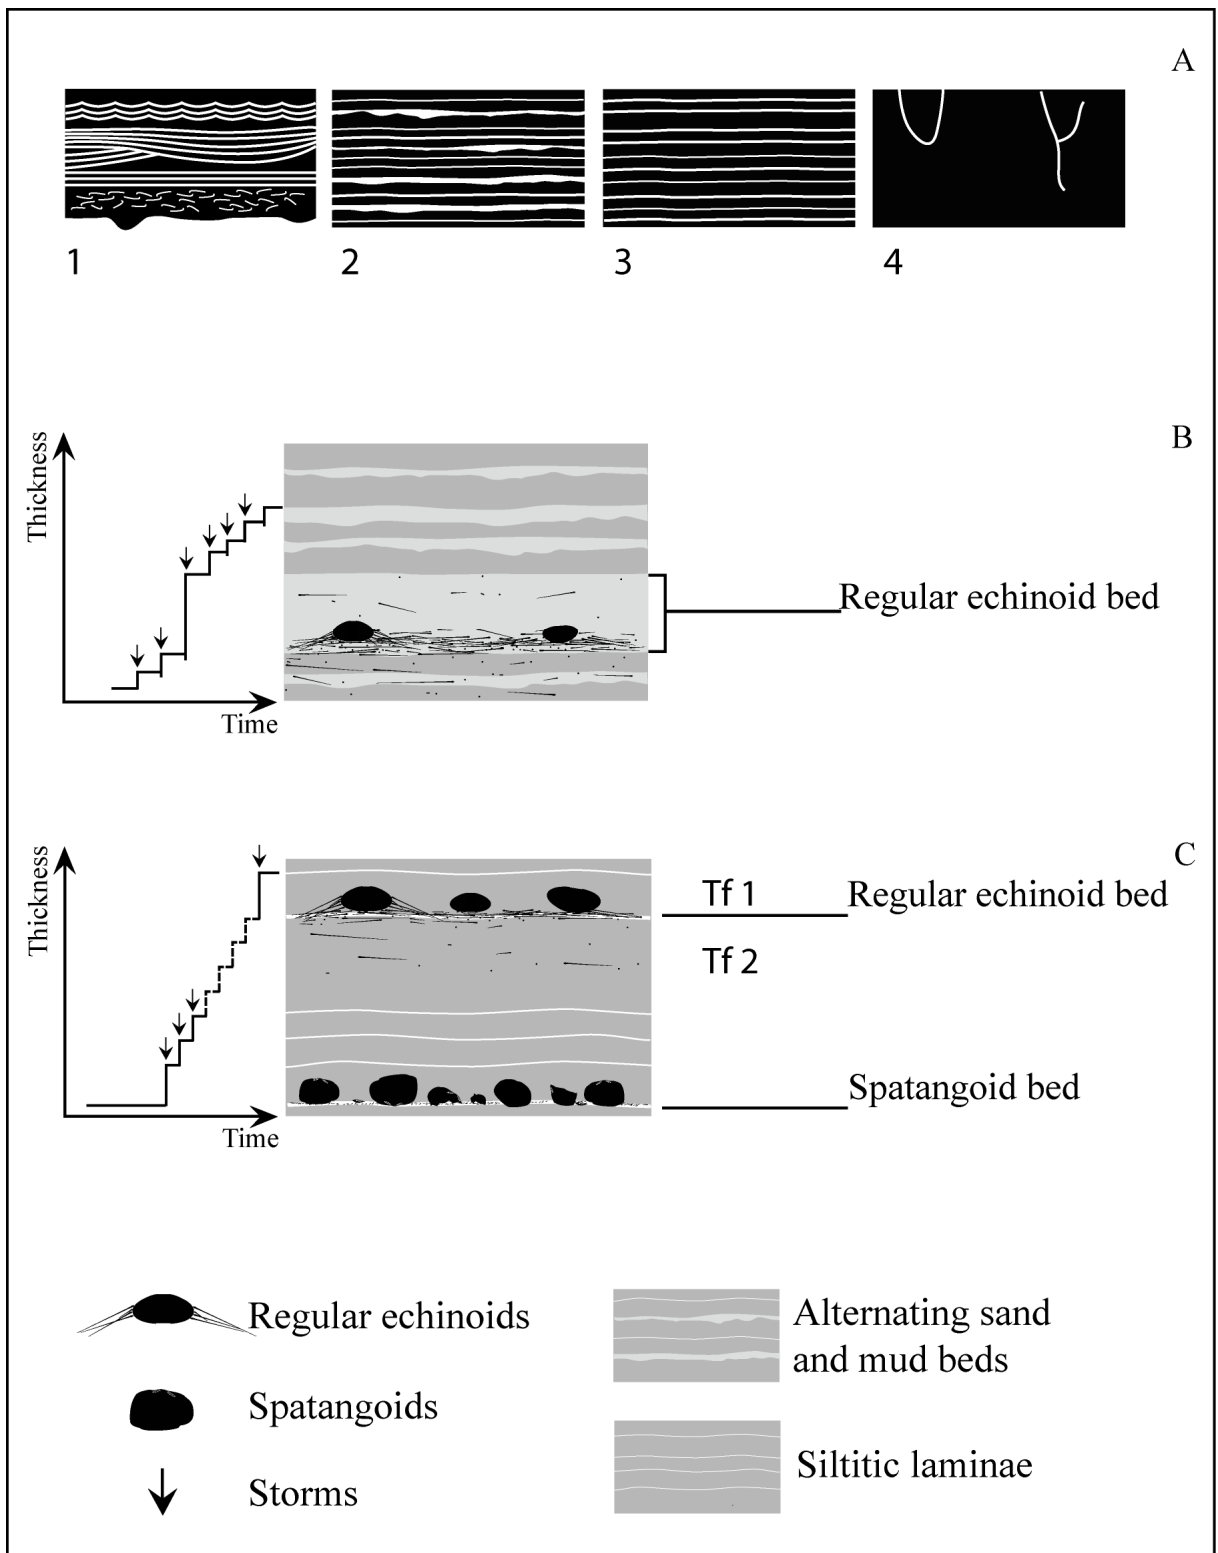 A
1
2
3
4
B
Thickness
Time
Regular echinoid bed
C
Thickness
Time
Tf 1
Regular echinoid bed
Tf 2
Spatangoid bed
Regular echinoids
Spatangoids
Storms
Alternating sand
and mud beds
Siltitic laminae